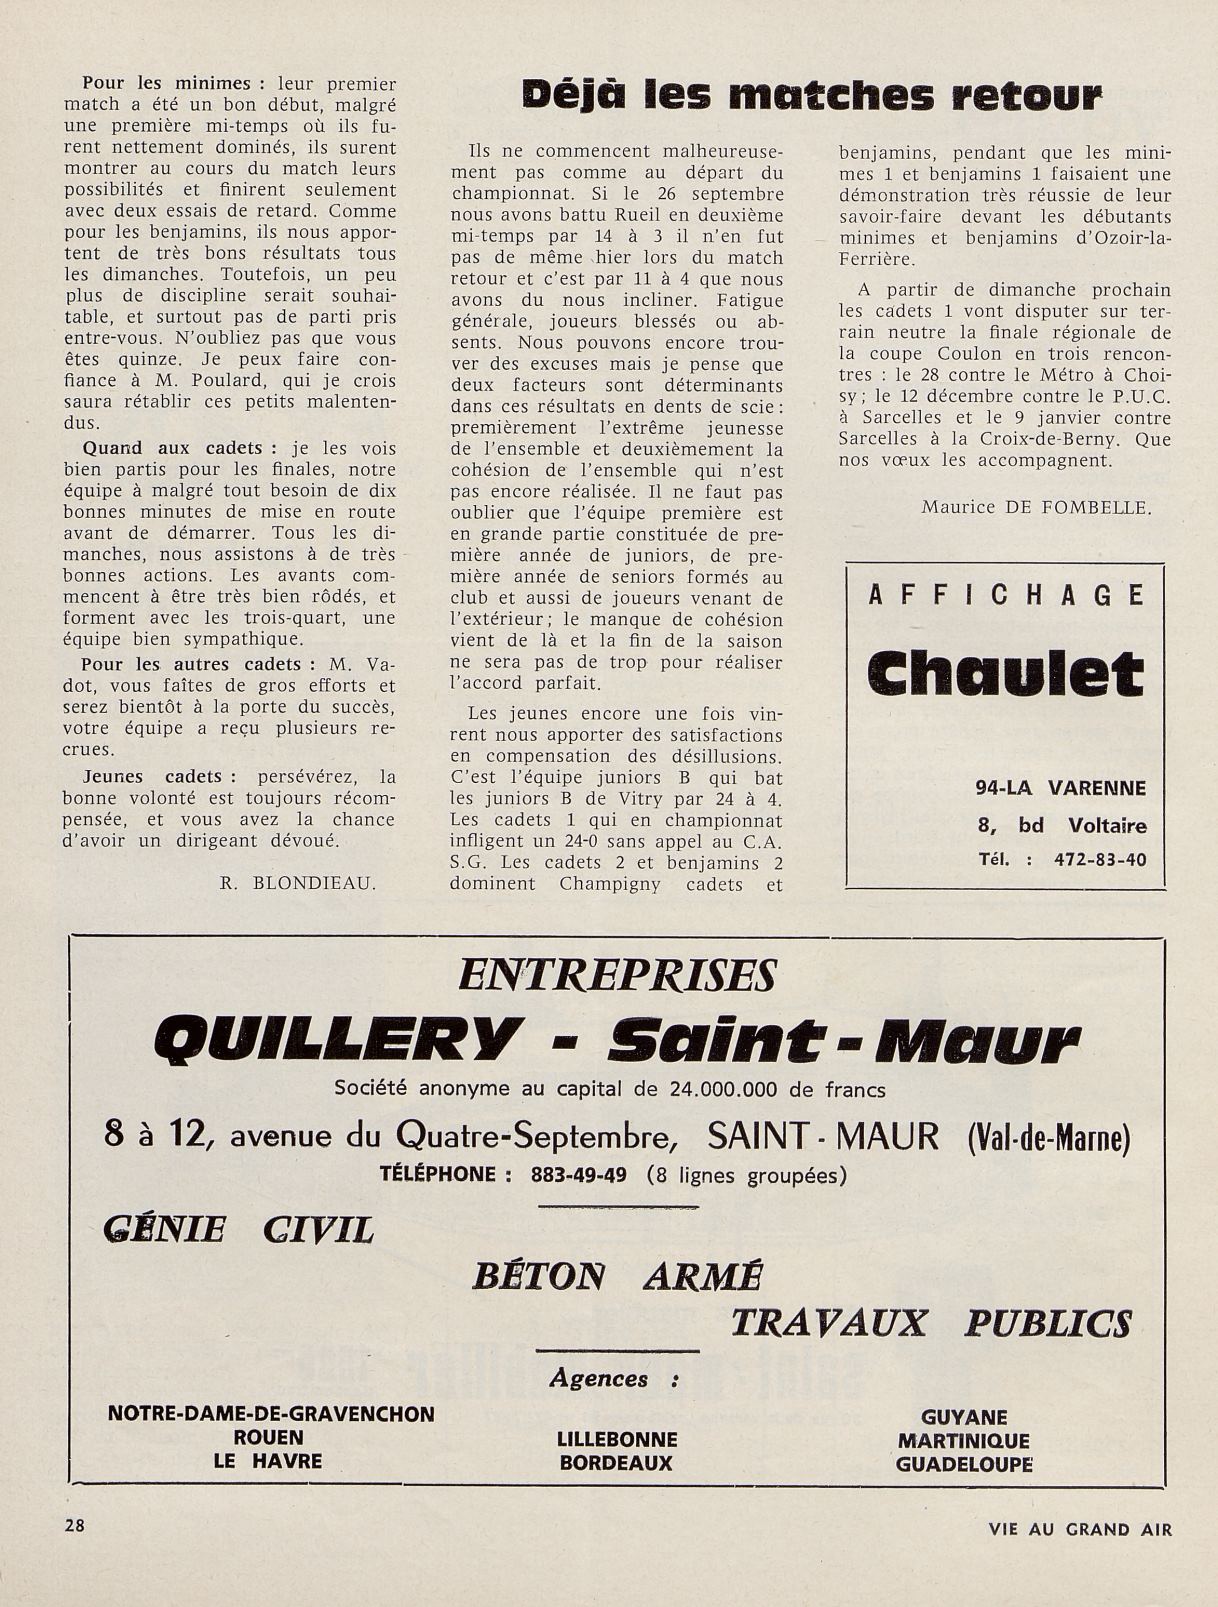 Pour les minimes : leur premier
match a été un bon début, malgré
une première mi-temps où ils fu-
rent nettement dominés, ils surent
montrer au cours du match leurs
possibilités et finirent seulement
avec deux essais de retard. Comme
pour les benjamins, ils nous appor-
tent de très bons résultats tous
les dimanches. Toutefois, un peu
plus de discipline serait souhai-
table, et surtout pas de parti pris
entre-vous. N'oubliez pas que vous
êtes quinze. Je peux faire con-
fiance à M. Poulard, qui je crois
saura rétablir ces petits malenten-
dus.
Quand aux cadets : je les vois
bien partis pour les finales, notre
équipe à malgré tout besoin de dix
bonnes minutes de mise en route
avant de démarrer. Tous les di-
manches, nous assistons à de très
bonnes actions. Les avants com-
mencent à être très bien rôdés, et
forment avec les trois-quart, une
équipe bien sympathique.
Pour les autres cadets : M. Va-
dot, vous faîtes de gros efforts et
serez bientôt à la porte du succès,
votre équipe a reçu plusieurs re-
crues.
Jeunes cadets : persévérez, la
bonne volonté est toujours récom-
pensée, et vous avez la chance
d'avoir un dirigeant dévoué.
R. BLONDIEAU.
Déjà les matches retour
Ils ne commencent malheureuse-
ment pas comme au départ du
championnat. Si le 26 septembre
nous avons battu Rueil en deuxième
mi-temps par 14 à 3 il n'en fut
pas de même hier lors du match
retour et c'est par 11 à 4 que nous
avons du nous incliner. Fatigue
générale, joueurs blessés ou ab-
sents. Nous pouvons encore trou-
ver des excuses mais je pense que
deux facteurs sont déterminants
dans ces résultats en dents de scie :
premièrement l'extrême jeunesse
de l'ensemble et deuxièmement la
cohésion de l'ensemble qui n'est
pas encore réalisée. Il ne faut pas
oublier que l'équipe première est
en grande partie constituée de pre-
mière année de juniors, de pre-
mière année de seniors formés au
club et aussi de joueurs venant de
l'extérieur ; le manque de cohésion
vient de là et la fin de la saison
ne sera pas de trop pour réaliser
l'accord parfait.
Les jeunes encore une fois vin-
rent nous apporter des satisfactions
en compensation des désillusions.
C'est l'équipe juniors B qui bat
les juniors B de Vitry par 24 à 4.
Les cadets 1 qui en championnat
infligent un 24-0 sans appel au C.A.
S.G. Les cadets 2 et benjamins 2
dominent Champigny cadets et
benjamins, pendant que les mini-
mes 1 et benjamins 1 faisaient une
démonstration très réussie de leur
savoir-faire devant les débutants
minimes et benjamins d'Ozoir-la-
Ferrière.
A partir de dimanche prochain
les cadets 1 vont disputer sur ter-
rain neutre la finale régionale de
la coupe Coulon en trois rencon-
tres : le 28 contre le Métro à Choi-
sy ; le 12 décembre contre le P.U.C.
à Sarcelles et le 9 janvier contre
Sarcelles à la Croix-de-Berny. Que
nos vœux les accompagnent.
Maurice DE FOMBELLE.
AFFICHAGE
Chaulet
94-LA VARENNE
8, bd Voltaire
Tél. : 472-83-40
ENTREPRISES
QUILLERY - Saint-Maur
Société anonyme au capital de 24.000.000 de francs
8 à 12, avenue du Quatre-Septembre, SAINT-MAUR (Val-de-Marne)
TÉLÉPHONE : 883-49-49 (8 lignes groupées)
GÉNIE CIVIL
BÉTON ARMÉ
TRAVAUX PUBLICS
Agences :
NOTRE-DAME-DE-GRAVENCHON
ROUEN
LE HAVRE
LILLEBONNE
BORDEAUX
GUYANE
MARTINIQUE
GUADELOUPE
28
VIE AU GRAND AIR